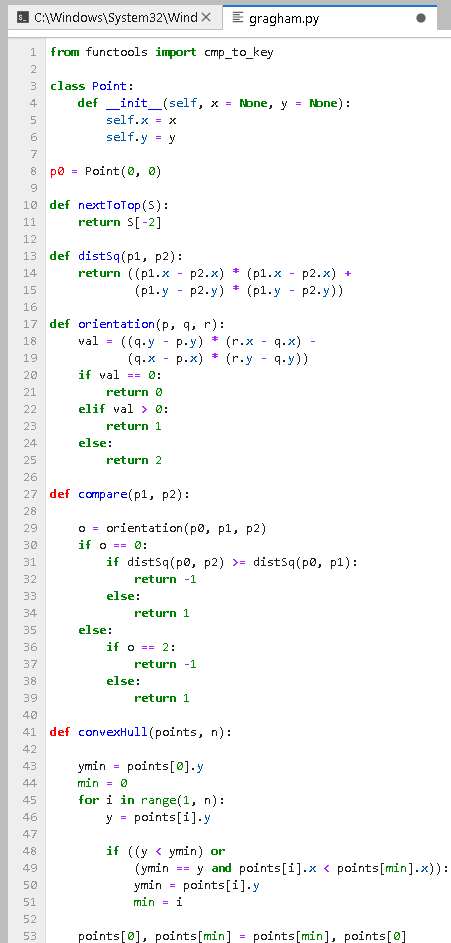 C:\Windows\System32\Wind
gragham.py
1 from functools import cmp_to_key
2
3 class Point:
4     def __init__(self, x = None, y = None):
5         self.x = x
6         self.y = y
7
8 p0 = Point(0, 0)
9
10 def nextToTop(S):
11     return S[-2]
12
13 def distSq(p1, p2):
14     return ((p1.x - p2.x) * (p1.x - p2.x) +
15             (p1.y - p2.y) * (p1.y - p2.y))
16
17 def orientation(p, q, r):
18     val = ((q.y - p.y) * (r.x - q.x) -
19            (q.x - p.x) * (r.y - q.y))
20     if val == 0:
21         return 0
22     elif val > 0:
23         return 1
24     else:
25         return 2
26
27 def compare(p1, p2):
28
29     o = orientation(p0, p1, p2)
30     if o == 0:
31         if distSq(p0, p2) >= distSq(p0, p1):
32             return -1
33         else:
34             return 1
35     else:
36         if o == 2:
37             return -1
38         else:
39             return 1
40
41 def convexHull(points, n):
42
43     ymin = points[0].y
44     min = 0
45     for i in range(1, n):
46         y = points[i].y
47
48         if ((y < ymin) or
49             (ymin == y and points[i].x < points[min].x)):
50             ymin = points[i].y
51             min = i
52
53     points[0], points[min] = points[min], points[0]